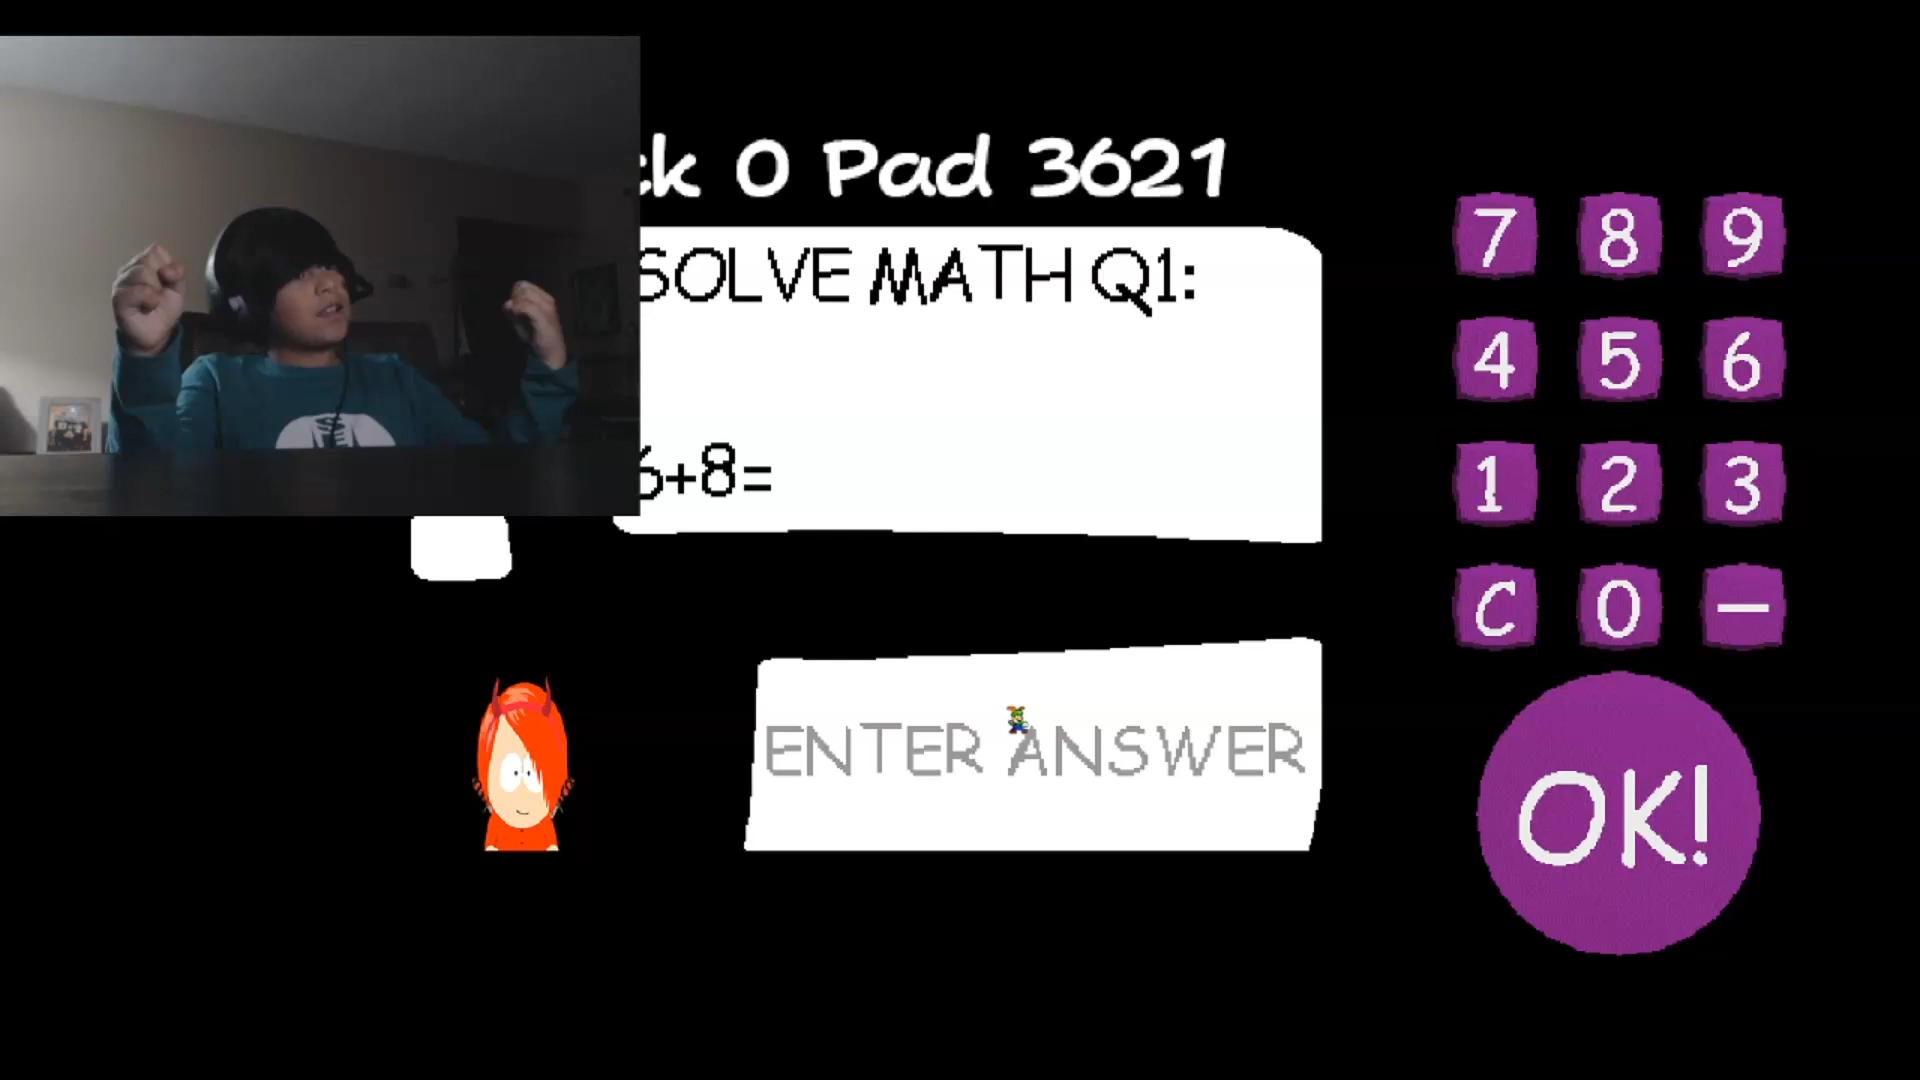 k 0 Pad 3621
SOLVE MATH Q1:
6+8=
7 8 9
4 5 6
1 2 3
C 0 —
ENTER ANSWER
OK!